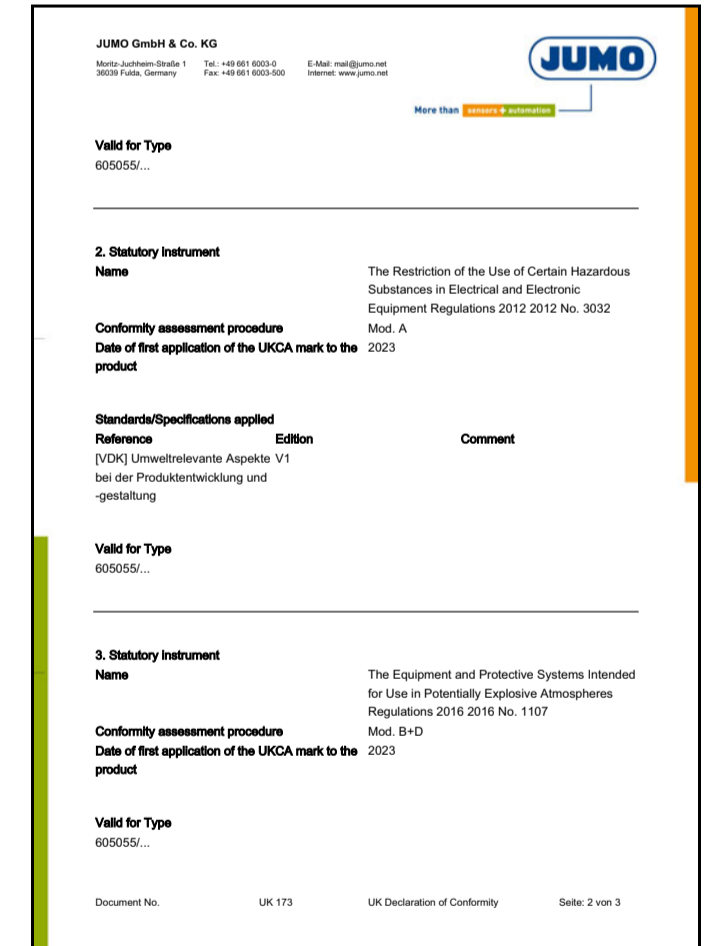 JUMO GmbH & Co. KG
Moritz-Juchheim-Straße 1 Tel.: +49 661 6003-0 E-Mail: mail@jumo.net
36039 Fulda, Germany Fax: +49 661 6003-500 Internet: www.jumo.net
JUMO
More than sensors + automation
Valid for Type
605055/...
2. Statutory instrument
Name The Restriction of the Use of Certain Hazardous
Substances in Electrical and Electronic
Equipment Regulations 2012 2012 No. 3032
Conformity assessment procedure Mod. A
Date of first application of the UKCA mark to the 2023
product
Standards/Specifications applied
Reference Edition Comment
[VDK] Umweltrelevante Aspekte V1
bei der Produktentwicklung und
-gestaltung
Valid for Type
605055/...
3. Statutory instrument
Name The Equipment and Protective Systems Intended
for Use in Potentially Explosive Atmospheres
Regulations 2016 2016 No. 1107
Conformity assessment procedure Mod. B+D
Date of first application of the UKCA mark to the 2023
product
Valid for Type
605055/...
Document No. UK 173 UK Declaration of Conformity Seite: 2 von 3